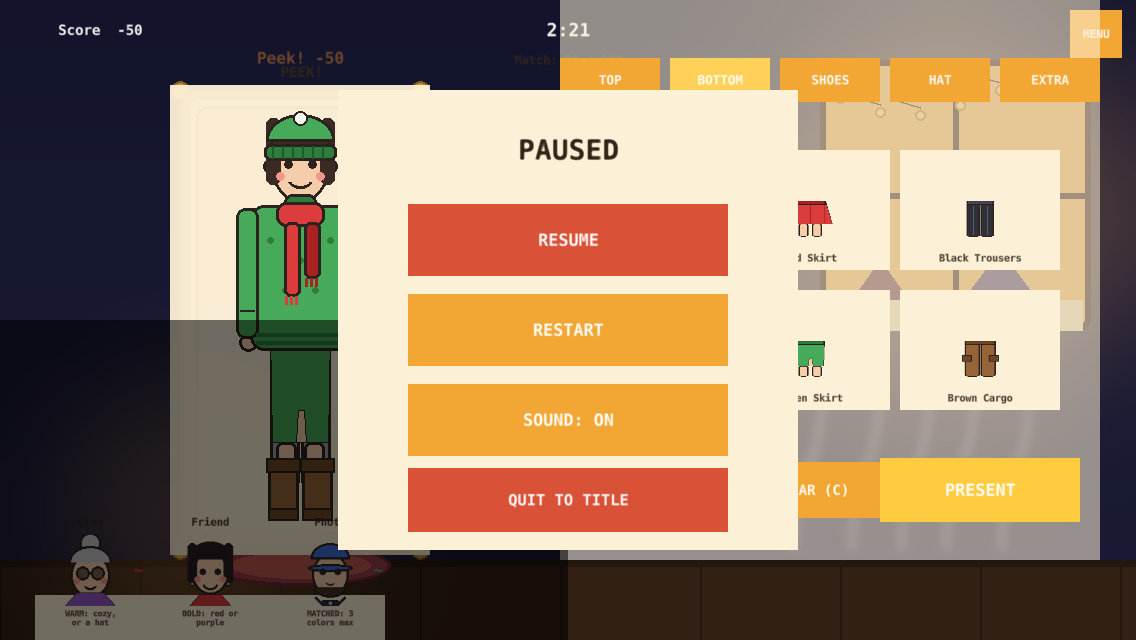 Score -50
2:21
MENU
Peek! -50
PEEK!
Match:
TOP
BOTTOM
SHOES
HAT
EXTRA
PAUSED
RESUME
RESTART
SOUND: ON
QUIT TO TITLE
d Skirt
Black Trousers
en Skirt
Brown Cargo
AR (C)
PRESENT
Friend
Phot
WARM: cozy,
or a hat
BOLD: red or
purple
MATCHED: 3
colors max